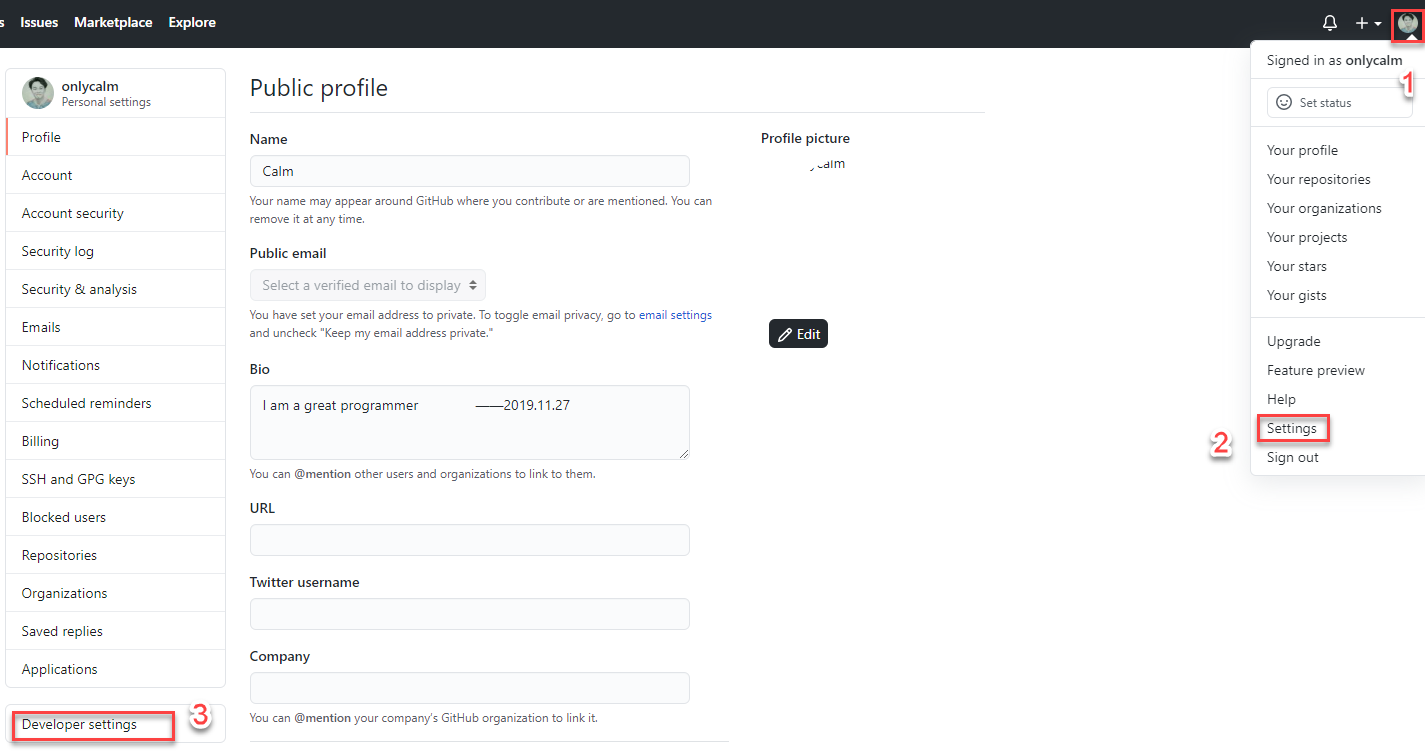 s Issues Marketplace Explore
onlycalm
Personal settings
Profile
Account
Account security
Security log
Security & analysis
Emails
Notifications
Scheduled reminders
Billing
SSH and GPG keys
Blocked users
Repositories
Organizations
Saved replies
Applications
Developer settings
3
Public profile
Name
Calm
Your name may appear around GitHub where you contribute or are mentioned. You can
remove it at any time.
Public email
Select a verified email to display
You have set your email address to private. To toggle email privacy, go to email settings
and uncheck "Keep my email address private."
Bio
I am a great programmer ——2019.11.27
You can @mention other users and organizations to link to them.
URL
Twitter username
Company
You can @mention your company's GitHub organization to link it.
Profile picture
calm
Edit
Signed in as onlycalm
1
Set status
Your profile
Your repositories
Your organizations
Your projects
Your stars
Your gists
Upgrade
Feature preview
Help
Settings
2
Sign out